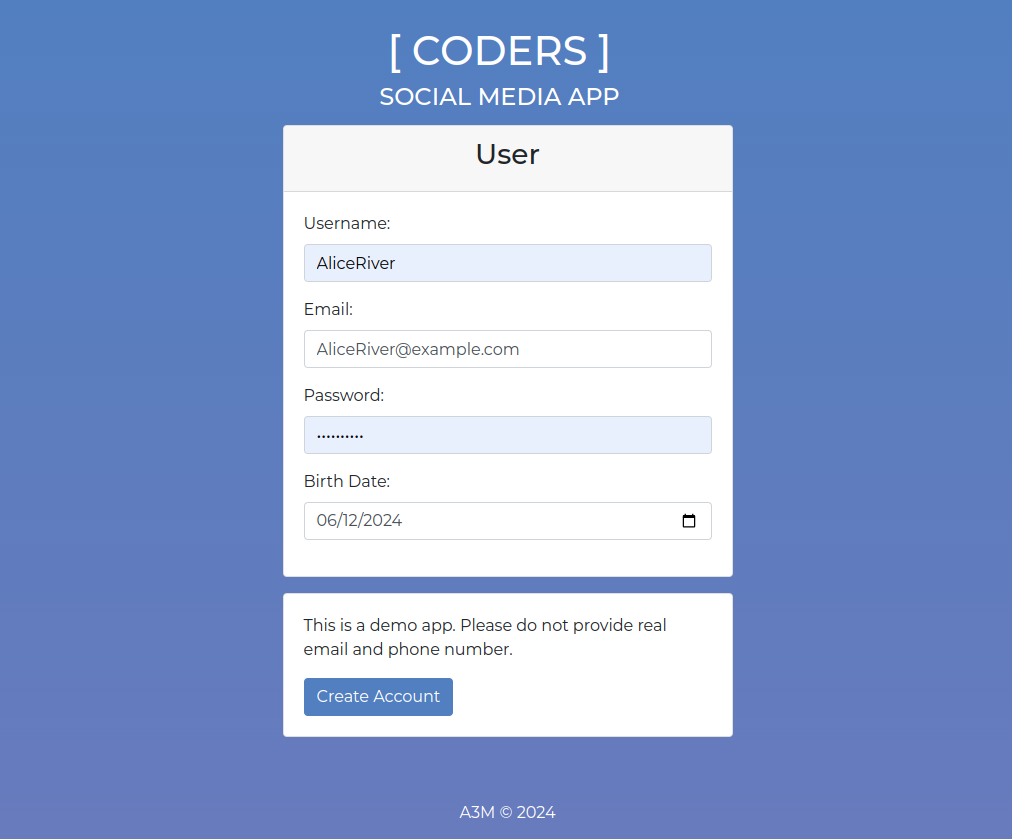 [ CODERS ]
SOCIAL MEDIA APP
User
Username:
AliceRiver
Email:
AliceRiver@example.com
Password:
••••••••••
Birth Date:
06/12/2024
This is a demo app. Please do not provide real
email and phone number.
Create Account
A3M © 2024